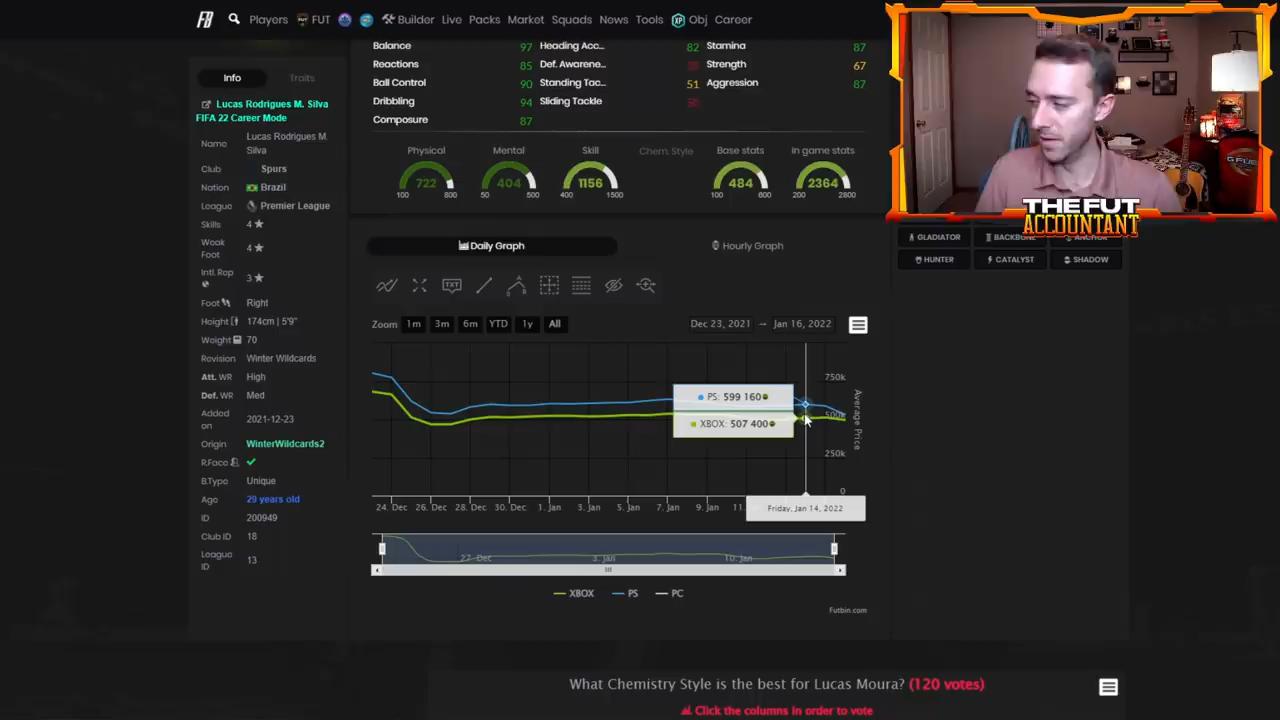 FB Players FUT Builder Live Packs Market Squads News Tools XP Obj Career
Balance 97 Heading Acc... 82 Stamina 87
Reactions 85 Def. Awarene... Strength 67
Ball Control 90 Standing Tac... 51 Aggression 87
Dribbling 94 Sliding Tackle
Composure 87
Info Traits
Lucas Rodrigues M. Silva
FIFA 22 Career Mode
Name Lucas Rodrigues M. Silva
Club Spurs
Nation Brazil
League Premier League
Skills 4★
Weak Foot 4★
Intl. Rep 3★
Foot Right
Height 174cm | 5'9"
Weight 70
Revision Winter Wildcards
Att. WR High
Def. WR Med
Added on 2021-12-23
Origin WinterWildcards2
R.Face
B.Type Unique
Age 29 years old
ID 200949
Club ID 18
League ID 13
Physical Mental Skill Chem. Style Base stats In game stats
722 404 1156 484 2364
100 800 50 500 400 1500 100 600 200 2800
Daily Graph Hourly Graph
TXT
Zoom 1m 3m 6m YTD 1y All Dec 23, 2021 → Jan 16, 2022
750k
500k
250k
0
Average Price
PS: 599 160
XBOX: 507 400
24. Dec 26. Dec 28. Dec 30. Dec 1. Jan 3. Jan 5. Jan 7. Jan 9. Jan
Friday, Jan 14, 2022
27. Dec 3. Jan 10. Jan
XBOX PS PC
Futbin.com
THE FUT
ACCOUNTANT
GLADIATOR BACKBONE ANCHOR
HUNTER CATALYST SHADOW
What Chemistry Style is the best for Lucas Moura? (120 votes)
Click the columns in order to vote